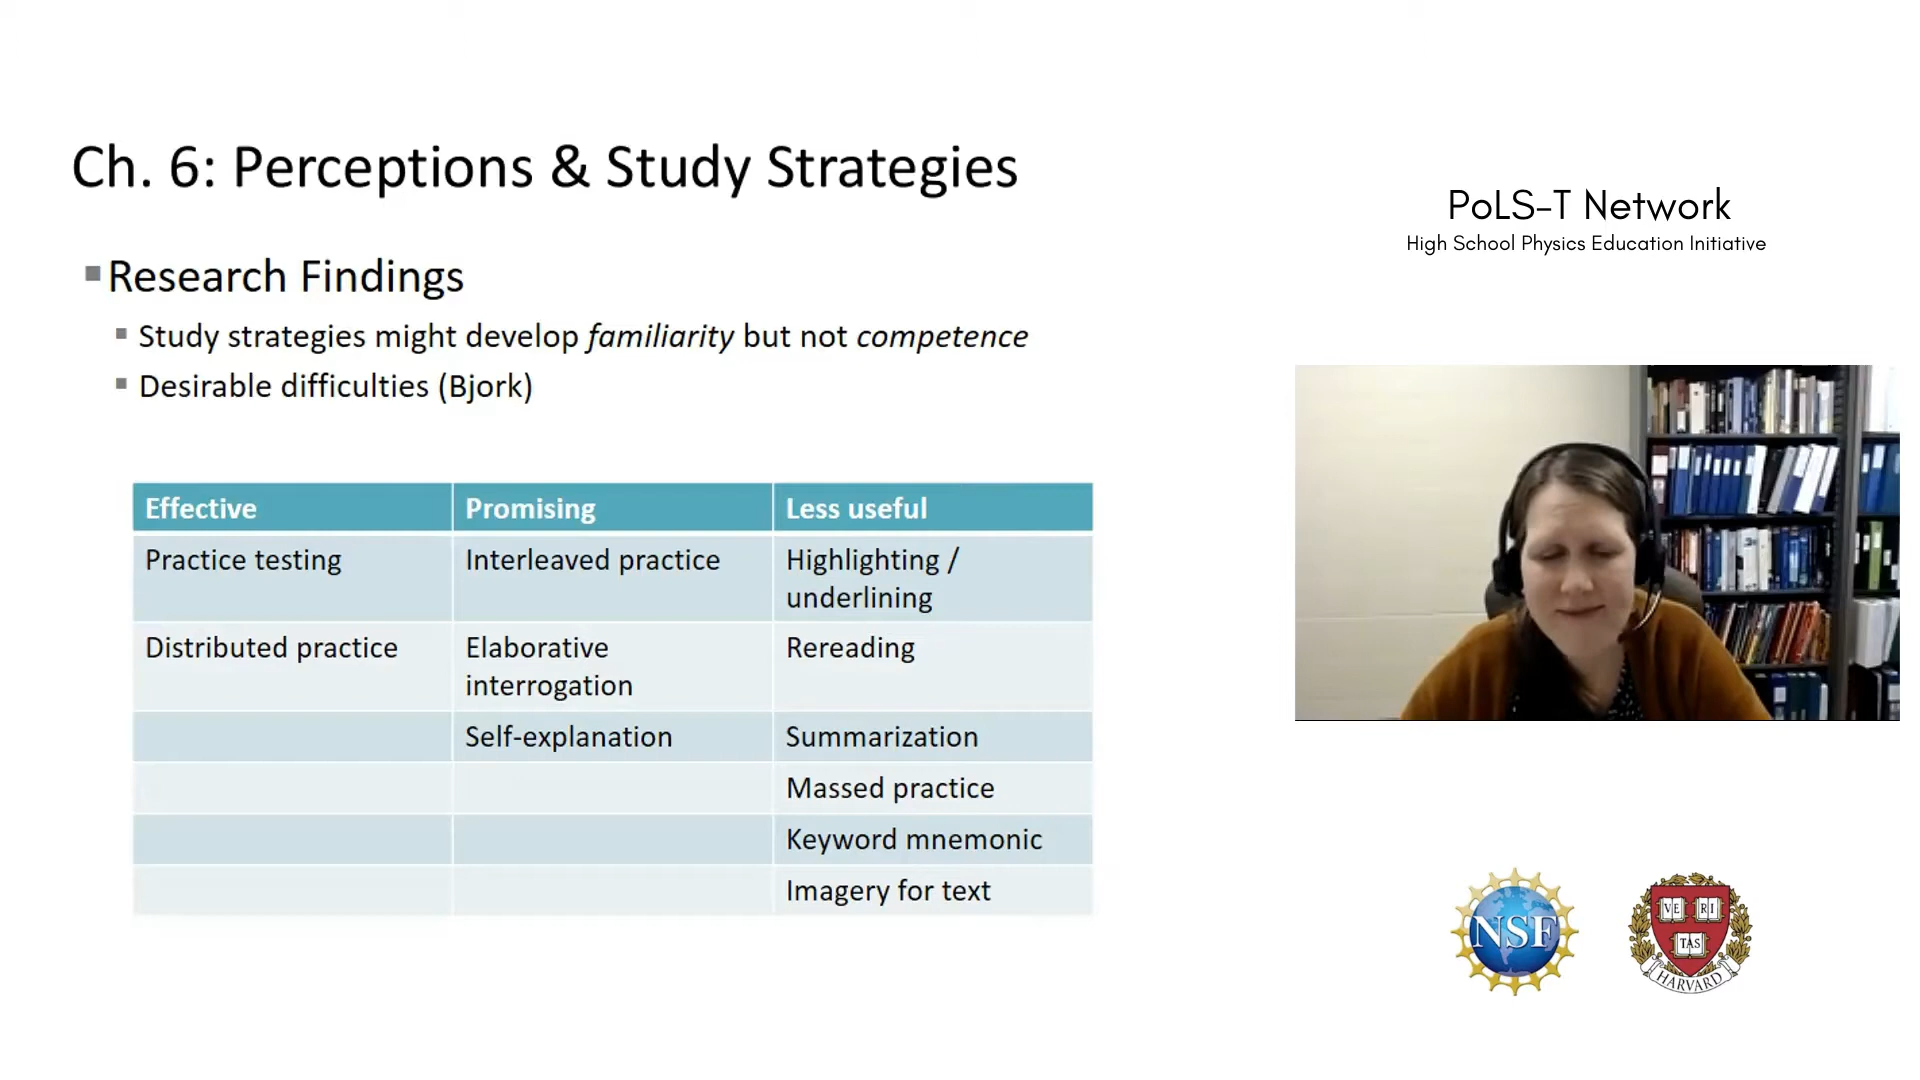 Ch. 6: Perceptions & Study Strategies
Research Findings
Study strategies might develop familiarity but not competence
Desirable difficulties (Bjork)
Effective
Promising
Less useful
Practice testing
Interleaved practice
Highlighting /
underlining
Distributed practice
Elaborative
interrogation
Rereading
Self-explanation
Summarization
Massed practice
Keyword mnemonic
Imagery for text
PoLS-T Network
High School Physics Education Initiative
NSF
VE RI
TAS
HARVARD